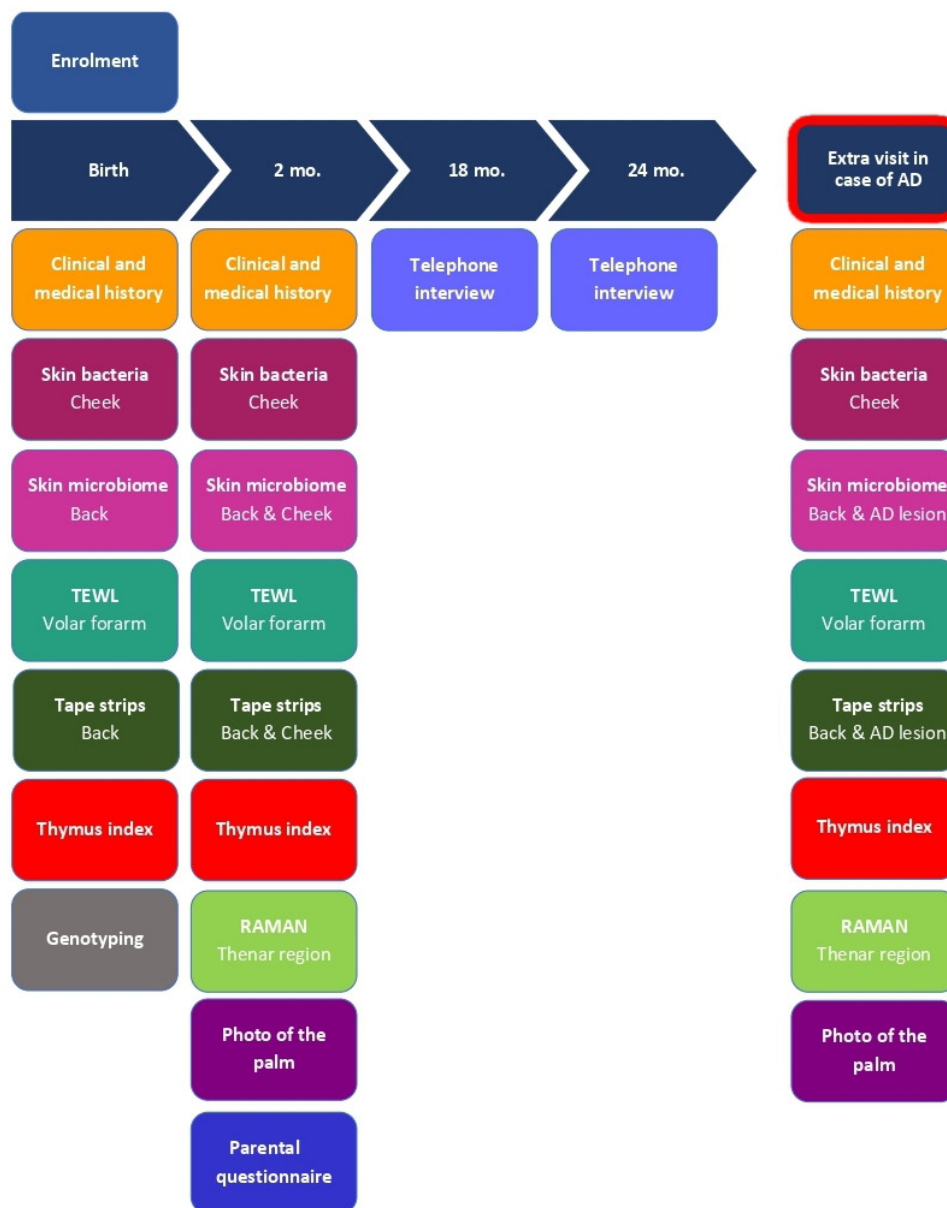 Enrolment
Birth
2 mo.
18 mo.
24 mo.
Extra visit in
case of AD
Clinical and
medical history
Clinical and
medical history
Telephone
interview
Telephone
interview
Clinical and
medical history
Skin bacteria
Cheek
Skin bacteria
Cheek
Skin bacteria
Cheek
Skin microbiome
Back
Skin microbiome
Back & Cheek
Skin microbiome
Back & AD lesion
TEWL
Volar forarm
TEWL
Volar forarm
TEWL
Volar forarm
Tape strips
Back
Tape strips
Back & Cheek
Tape strips
Back & AD lesion
Thymus index
Thymus index
Thymus index
Genotyping
RAMAN
Thenar region
RAMAN
Thenar region
Photo of the
palm
Photo of the
palm
Parental
questionnaire